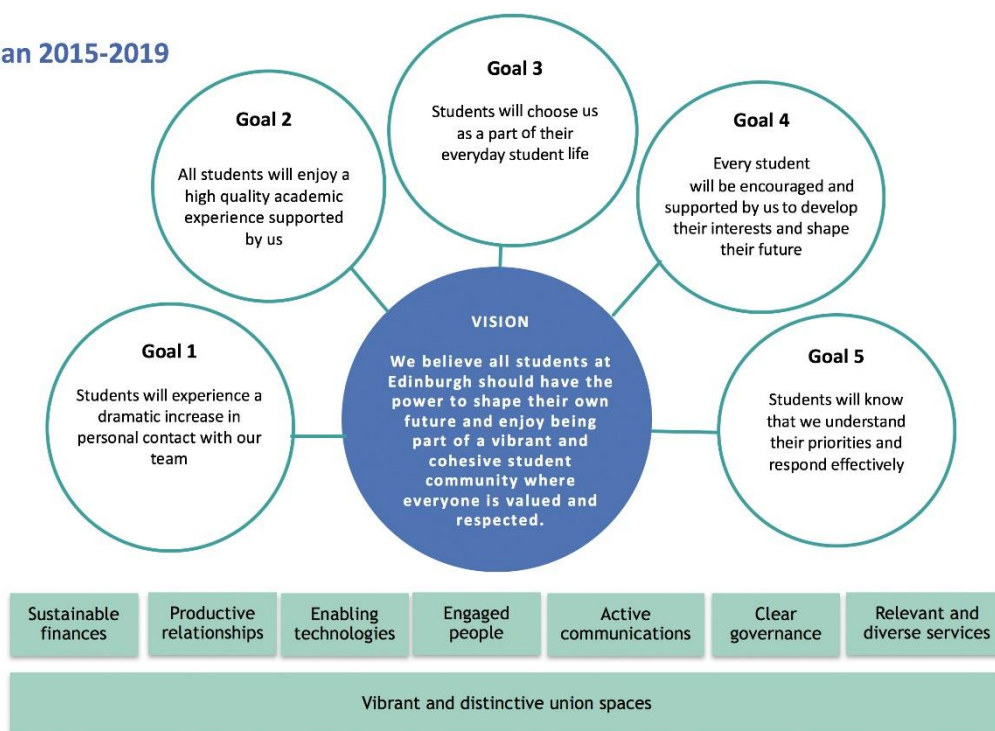 an 2015-2019
Goal 1
Students will experience a
dramatic increase in
personal contact with our
team
Goal 2
All students will enjoy a
high quality academic
experience supported
by us
Goal 3
Students will choose us
as a part of their
everyday student life
Goal 4
Every student
will be encouraged and
supported by us to develop
their interests and shape
their future
Goal 5
Students will know
that we understand
their priorities and
respond effectively
VISION
We believe all students at
Edinburgh should have the
power to shape their own
future and enjoy being
part of a vibrant and
cohesive student
community where
everyone is valued and
respected.
Sustainable
finances
Productive
relationships
Enabling
technologies
Engaged
people
Active
communications
Clear
governance
Relevant and
diverse services
Vibrant and distinctive union spaces